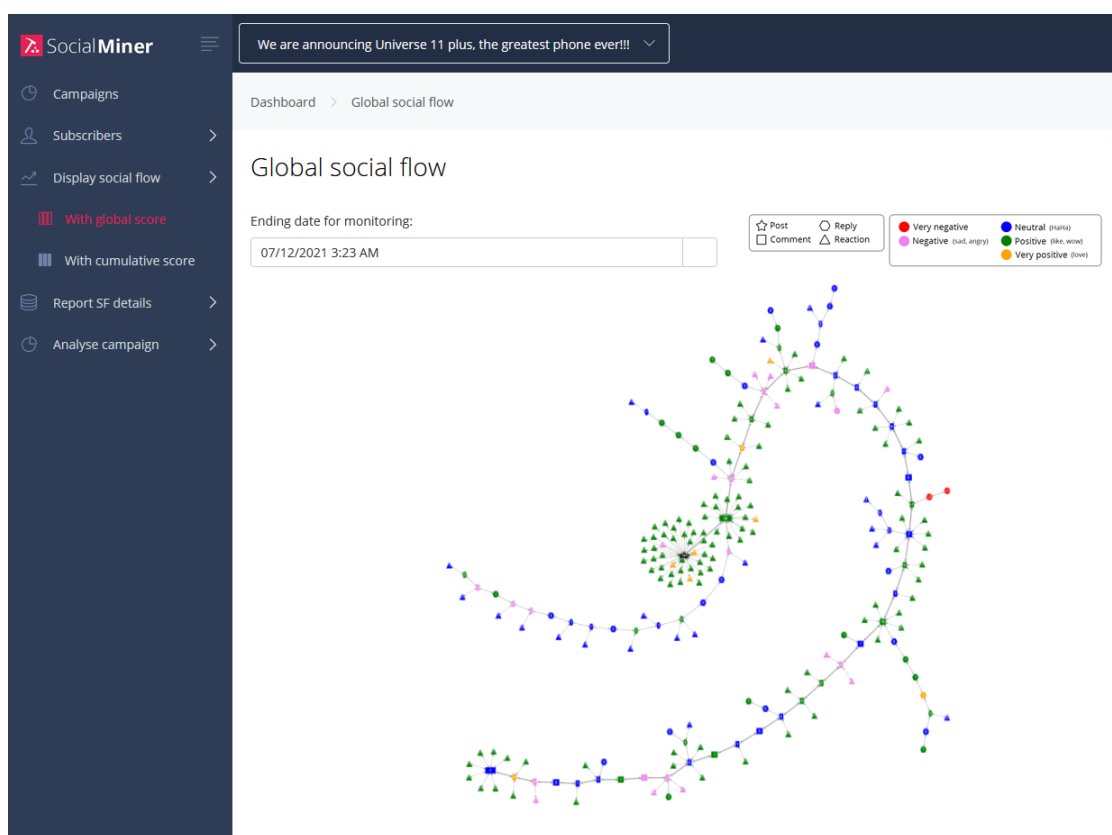 SocialMiner
We are announcing Universe 11 plus, the greatest phone ever!!!
Campaigns
Subscribers
Display social flow
With global score
With cumulative score
Report SF details
Analyse campaign
Dashboard > Global social flow
Global social flow
Ending date for monitoring:
07/12/2021 3:23 AM
Post Reply
Comment Reaction
Very negative Neutral (HaHa)
Negative (sad, angry) Positive (like, wow)
Very positive (love)